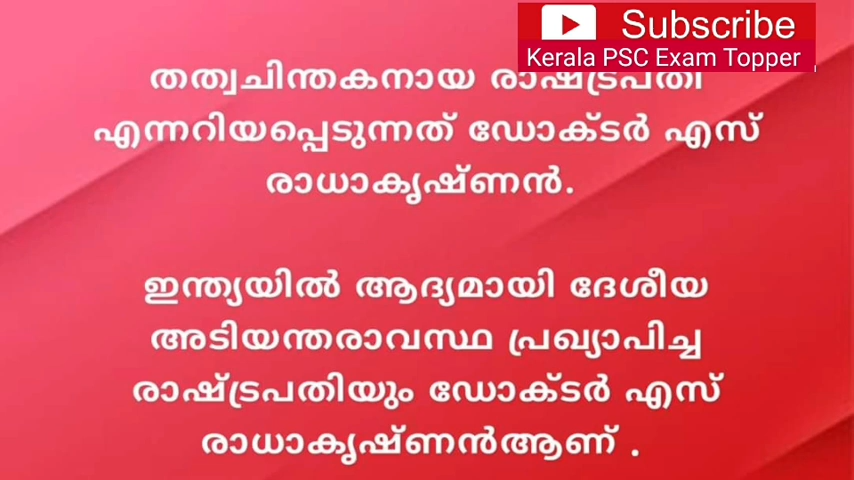 Subscribe
Kerala PSC Exam Topper
തത്വചിന്തകനായ രാഷ്ട്രപതി
എന്നറിയപ്പെടുന്നത് ഡോക്ടർ എസ്
രാധാകൃഷ്ണൻ.
ഇന്ത്യയിൽ ആദ്യമായി ദേശീയ
അടിയന്തരാവസ്ഥ പ്രഖ്യാപിച്ച
രാഷ്ട്രപതിയും ഡോക്ടർ എസ്
രാധാകൃഷ്ണൻആണ് .